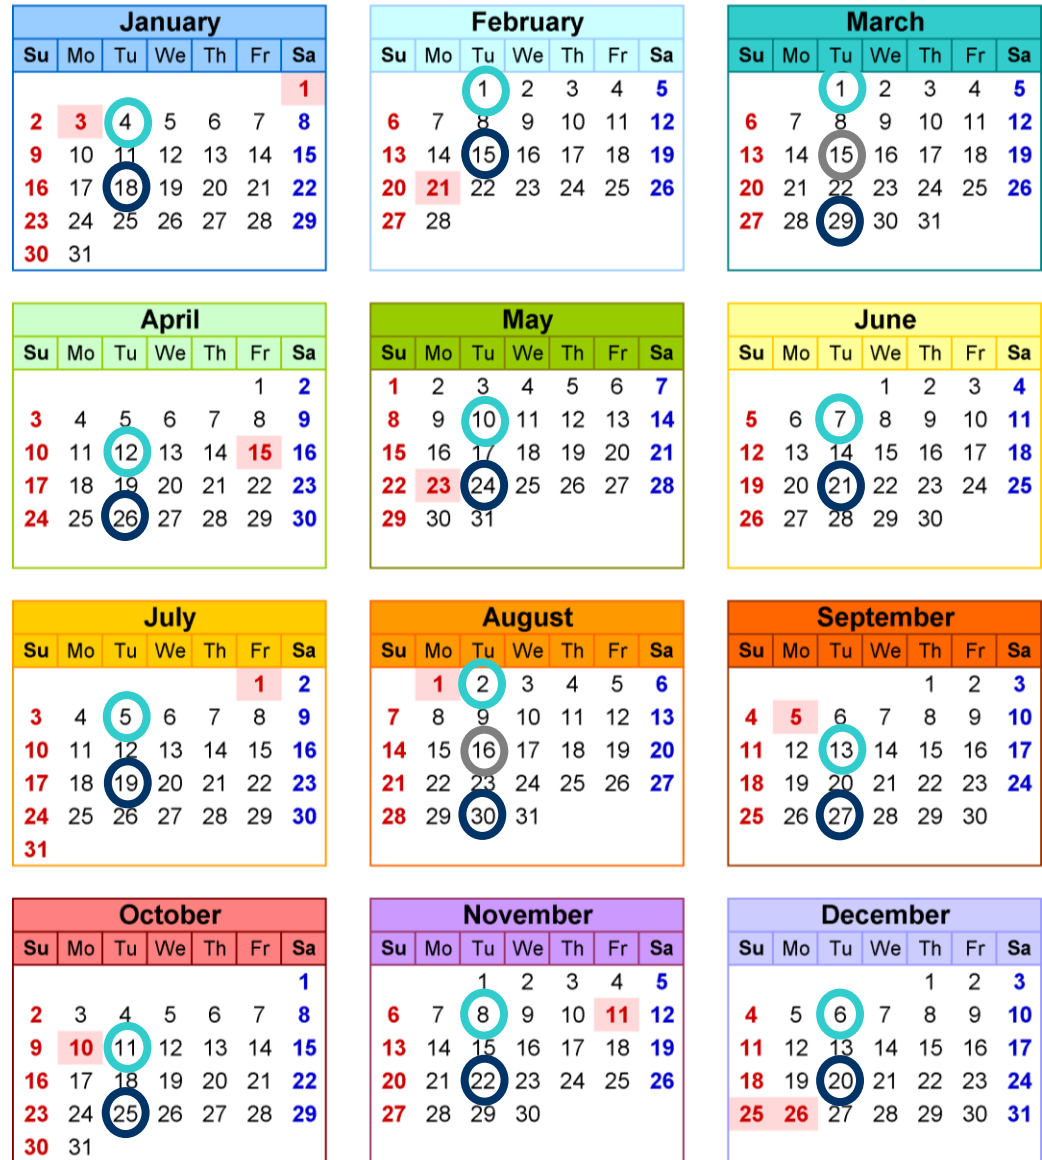 January
Su Mo Tu We Th Fr Sa
1
2 3 4 5 6 7 8
9 10 11 12 13 14 15
16 17 18 19 20 21 22
23 24 25 26 27 28 29
30 31
February
Su Mo Tu We Th Fr Sa
1 2 3 4 5
6 7 8 9 10 11 12
13 14 15 16 17 18 19
20 21 22 23 24 25 26
27 28
March
Su Mo Tu We Th Fr Sa
1 2 3 4 5
6 7 8 9 10 11 12
13 14 15 16 17 18 19
20 21 22 23 24 25 26
27 28 29 30 31
April
Su Mo Tu We Th Fr Sa
1 2
3 4 5 6 7 8 9
10 11 12 13 14 15 16
17 18 19 20 21 22 23
24 25 26 27 28 29 30
May
Su Mo Tu We Th Fr Sa
1 2 3 4 5 6 7
8 9 10 11 12 13 14
15 16 17 18 19 20 21
22 23 24 25 26 27 28
29 30 31
June
Su Mo Tu We Th Fr Sa
1 2 3 4
5 6 7 8 9 10 11
12 13 14 15 16 17 18
19 20 21 22 23 24 25
26 27 28 29 30
July
Su Mo Tu We Th Fr Sa
1 2
3 4 5 6 7 8 9
10 11 12 13 14 15 16
17 18 19 20 21 22 23
24 25 26 27 28 29 30
31
August
Su Mo Tu We Th Fr Sa
1 2 3 4 5 6
7 8 9 10 11 12 13
14 15 16 17 18 19 20
21 22 23 24 25 26 27
28 29 30 31
September
Su Mo Tu We Th Fr Sa
1 2 3
4 5 6 7 8 9 10
11 12 13 14 15 16 17
18 19 20 21 22 23 24
25 26 27 28 29 30
October
Su Mo Tu We Th Fr Sa
1
2 3 4 5 6 7 8
9 10 11 12 13 14 15
16 17 18 19 20 21 22
23 24 25 26 27 28 29
30 31
November
Su Mo Tu We Th Fr Sa
1 2 3 4 5
6 7 8 9 10 11 12
13 14 15 16 17 18 19
20 21 22 23 24 25 26
27 28 29 30
December
Su Mo Tu We Th Fr Sa
1 2 3
4 5 6 7 8 9 10
11 12 13 14 15 16 17
18 19 20 21 22 23 24
25 26 27 28 29 30 31